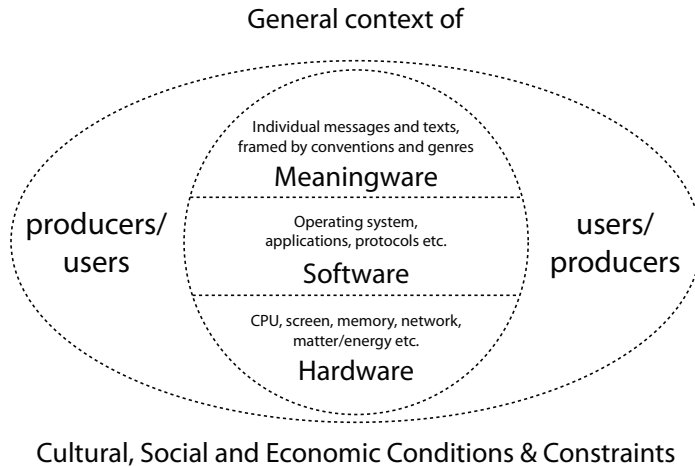 General context of
Individual messages and texts,
framed by conventions and genres
Meaningware
producers/
users
Operating system,
applications, protocols etc.
Software
users/
producers
CPU, screen, memory, network,
matter/energy etc.
Hardware
Cultural, Social and Economic Conditions & Constraints